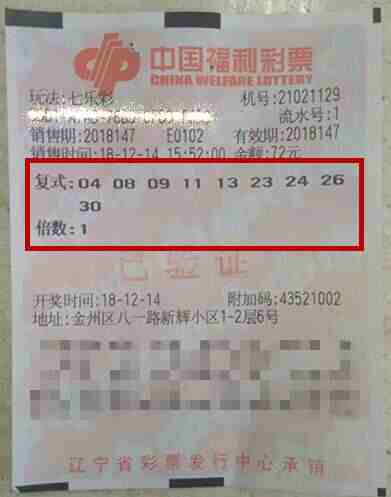 中国福利彩票
CHINA WELFARE LOTTERY
玩法:七乐彩 机号:21021129
流水号:1
销售期:2018147 E0102 有效期:2018147
销售时间:18-12-14 15:52:00 金额:72元
复式:04 08 09 11 13 23 24 26
30
倍数:1
已验证
开奖时间:18-12-14 附加码:43521002
地址:金州区八一路新辉小区1-2层6号
辽宁省彩票发行中心承销